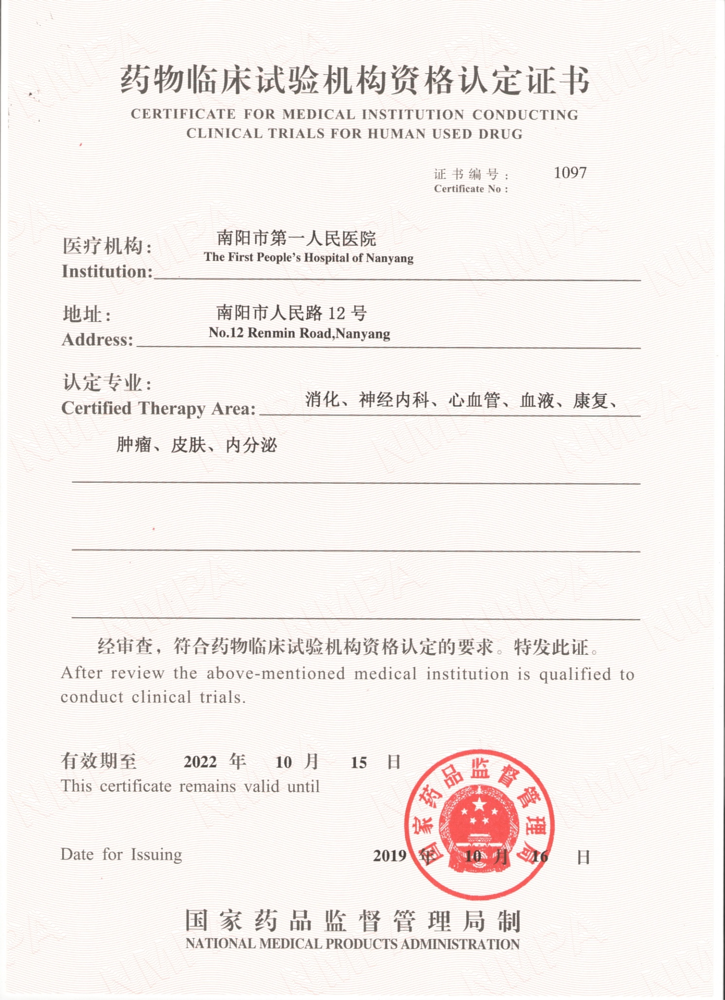 药物临床试验机构资格认定证书
CERTIFICATE FOR MEDICAL INSTITUTION CONDUCTING
CLINICAL TRIALS FOR HUMAN USED DRUG
证书编号： 1097
Certificate No：
南阳市第一人民医院
医疗机构：
The First People's Hospital of Nanyang
Institution:
地址： 南阳市人民路 12 号
No.12 Renmin Road,Nanyang
Address:
认定专业：
Certified Therapy Area: 消化、神经内科、心血管、血液、康复、
肿瘤、皮肤、内分泌
经审查，符合药物临床试验机构资格认定的要求。特发此证。
After review the above-mentioned medical institution is qualified to
conduct clinical trials.
有效期至 2022 年 10 月 15 日
This certificate remains valid until
国家药品监督管理局
Date for Issuing 2019 年 10 月 16 日
国家药品监督管理局制
NATIONAL MEDICAL PRODUCTS ADMINISTRATION